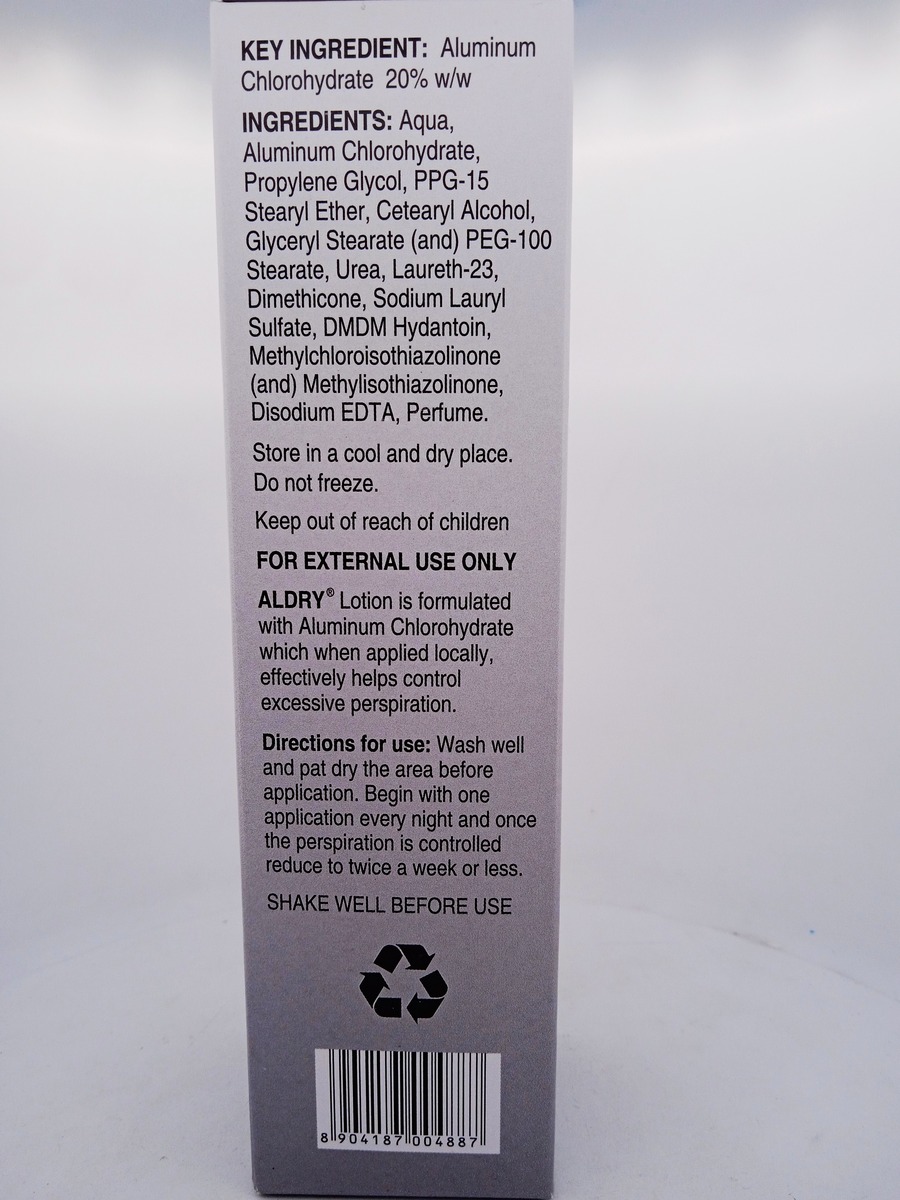 KEY INGREDIENT: Aluminum
Chlorohydrate 20% w/w
INGREDIENTS: Aqua,
Aluminum Chlorohydrate,
Propylene Glycol, PPG-15
Stearyl Ether, Cetearyl Alcohol,
Glyceryl Stearate (and) PEG-100
Stearate, Urea, Laureth-23,
Dimethicone, Sodium Lauryl
Sulfate, DMDM Hydantoin,
Methylchloroisothiazolinone
(and) Methylisothiazolinone,
Disodium EDTA, Perfume.
Store in a cool and dry place.
Do not freeze.
Keep out of reach of children
FOR EXTERNAL USE ONLY
ALDRY® Lotion is formulated
with Aluminum Chlorohydrate
which when applied locally,
effectively helps control
excessive perspiration.
Directions for use: Wash well
and pat dry the area before
application. Begin with one
application every night and once
the perspiration is controlled
reduce to twice a week or less.
SHAKE WELL BEFORE USE
8 904187 004887